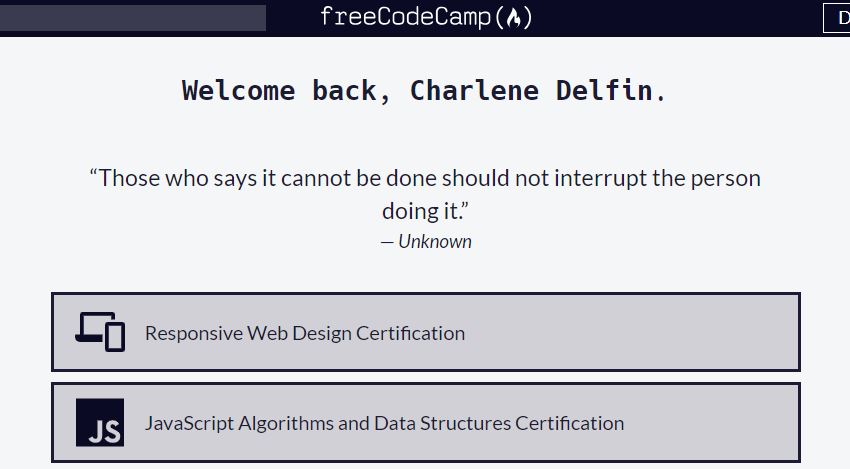 freeCodeCamp(🔥)
D
Welcome back, Charlene Delfin.
“Those who says it cannot be done should not interrupt the person
doing it.”
— Unknown
Responsive Web Design Certification
JS
JavaScript Algorithms and Data Structures Certification